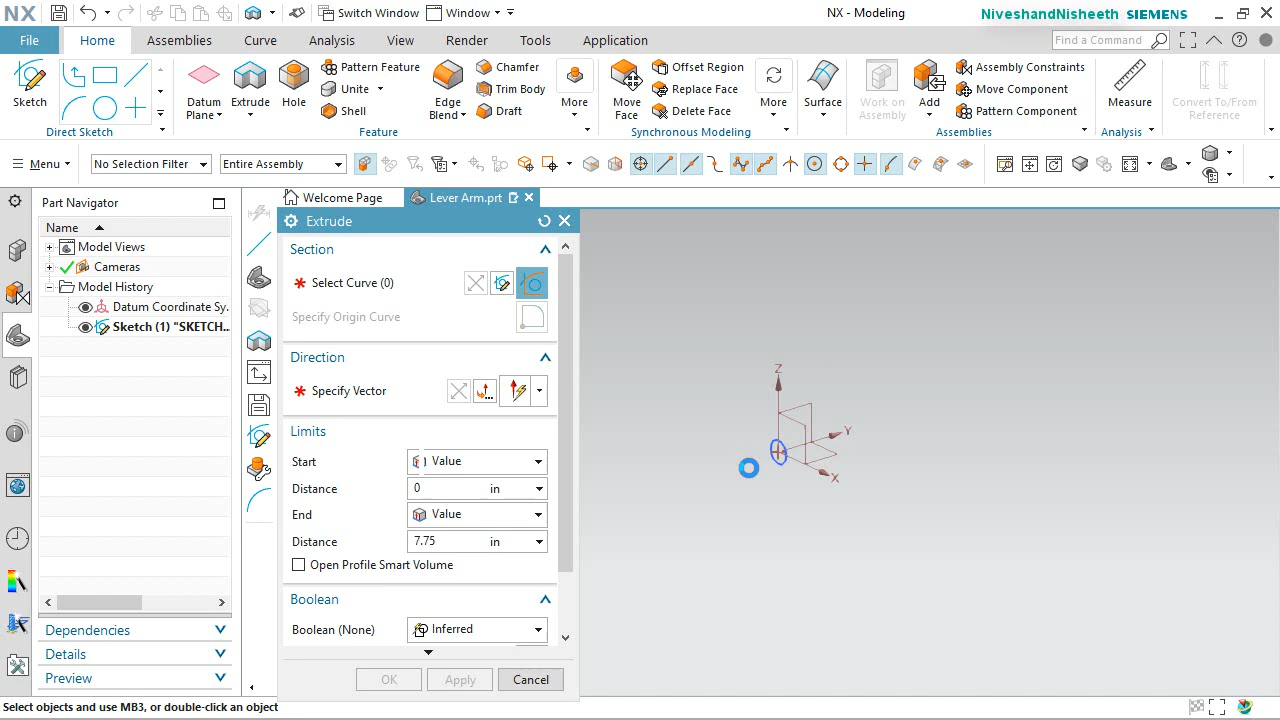 NX
Switch Window
Window
NX - Modeling
NiveshandNisheeth SIEMENS
File
Home
Assemblies
Curve
Analysis
View
Render
Tools
Application
Find a Command
Sketch
Direct Sketch
Datum
Plane
Extrude
Hole
Pattern Feature
Unite
Shell
Edge
Blend
Chamfer
Trim Body
Draft
More
Feature
Move
Face
Offset Region
Replace Face
Delete Face
More
Synchronous Modeling
Surface
Work on
Assembly
Add
Assembly Constraints
Move Component
Pattern Component
Assemblies
Measure
Analysis
Convert To/From
Reference
Menu
No Selection Filter
Entire Assembly
Part Navigator
Name
Model Views
Cameras
Model History
Datum Coordinate Sy...
Sketch (1) "SKETCH...
Dependencies
Details
Preview
Welcome Page
Lever Arm.prt
Extrude
Section
* Select Curve (0)
Specify Origin Curve
Direction
* Specify Vector
Limits
Start
Value
Distance
0 in
End
Value
Distance
7.75 in
Open Profile Smart Volume
Boolean
Boolean (None)
Inferred
OK
Apply
Cancel
Z
Y
X
Select objects and use MB3, or double-click an object